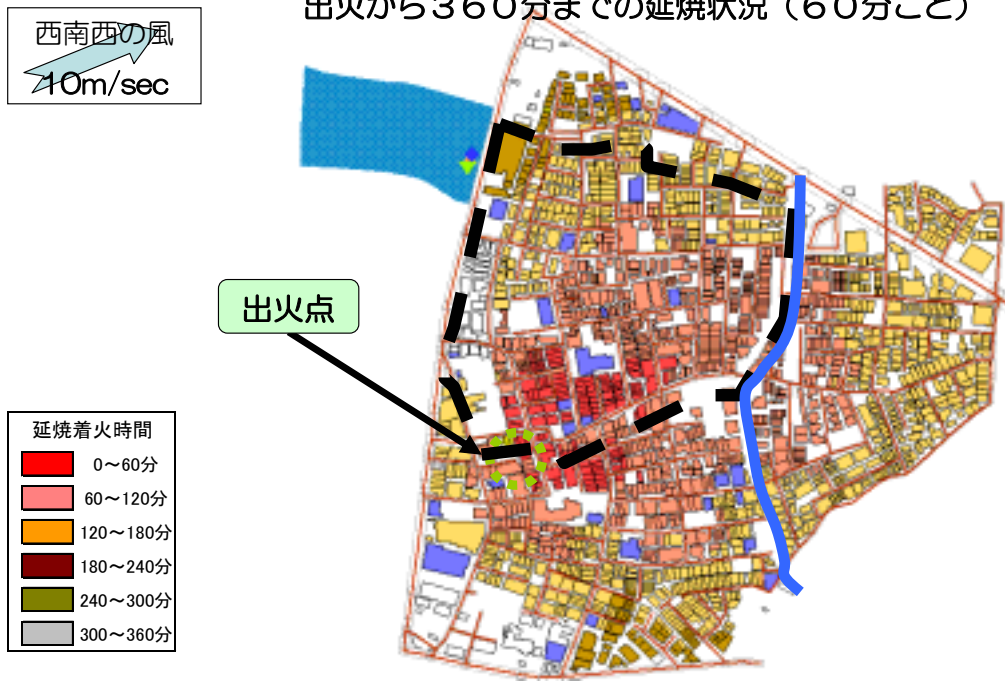 出火から360分までの延焼状況（60分ごと）
西南西の風
10m/sec
出火点
延焼着火時間
0～60分
60～120分
120～180分
180～240分
240～300分
300～360分